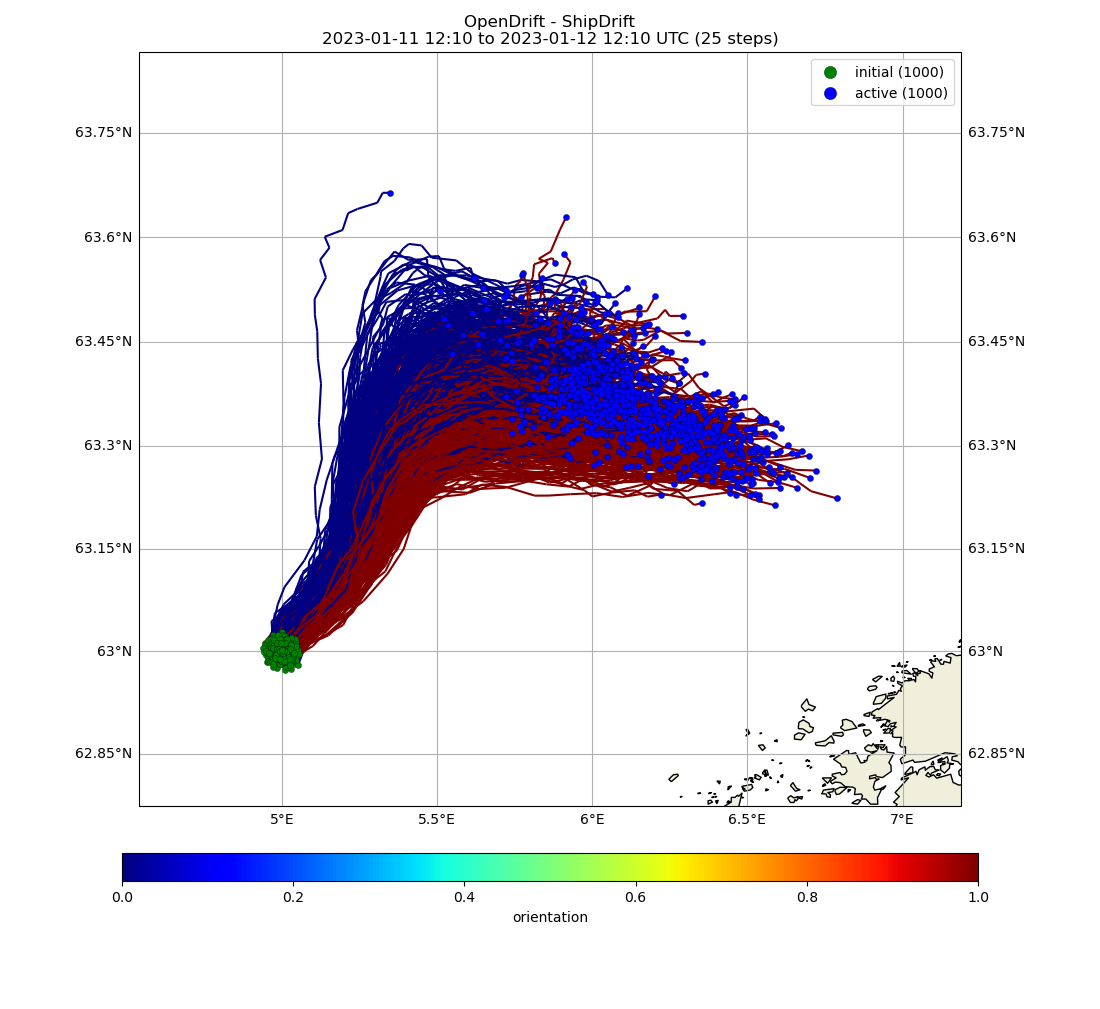 OpenDrift - ShipDrift
2023-01-11 12:10 to 2023-01-12 12:10 UTC (25 steps)
initial (1000)
active (1000)
63.75°N 63.75°N
63.6°N 63.6°N
63.45°N 63.45°N
63.3°N 63.3°N
63.15°N 63.15°N
63°N 63°N
62.85°N 62.85°N
5°E 5.5°E 6°E 6.5°E 7°E
0.0 0.2 0.4 0.6 0.8 1.0
orientation